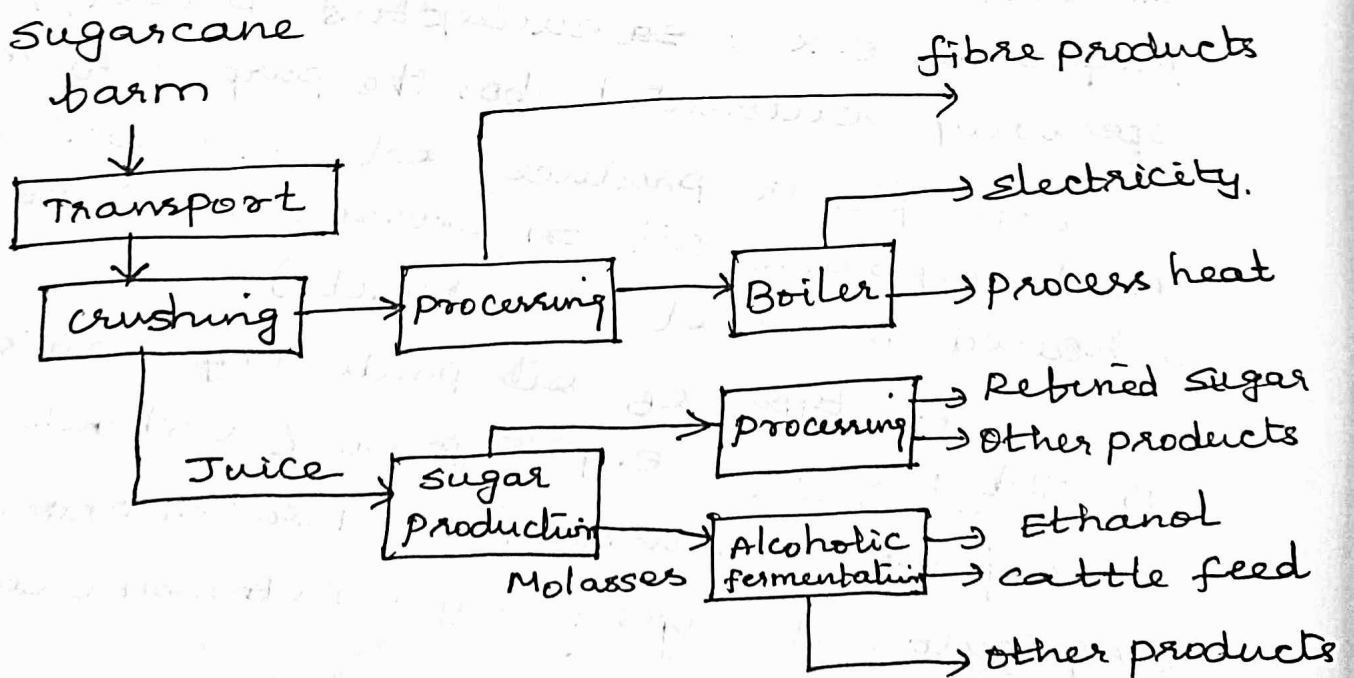 sugarcane
farm
Transport
crushing
processing
Boiler
fibre products
Electricity.
process heat
Juice
sugar
production
Molasses
processing
Refined sugar
other products
Alcoholic
fermentation
Ethanol
cattle feed
other products